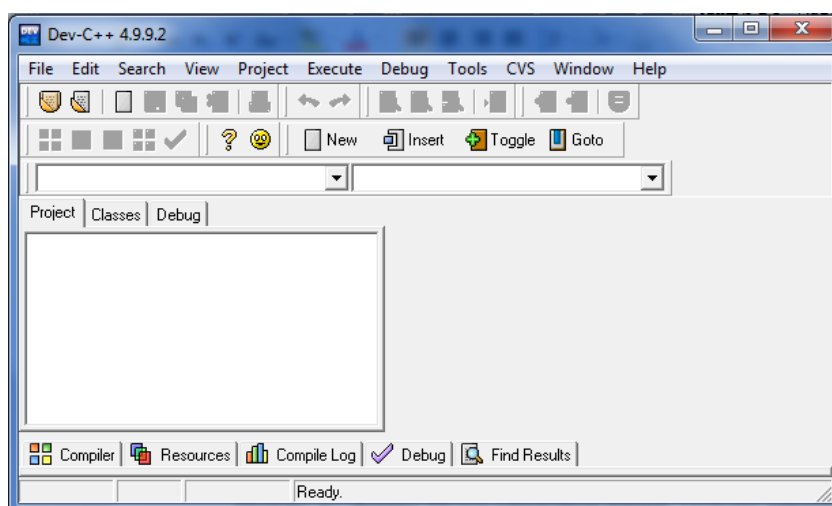 Dev-C++ 4.9.9.2
File Edit Search View Project Execute Debug Tools CVS Window Help
New Insert Toggle Goto
Project Classes Debug
Compiler Resources Compile Log Debug Find Results
Ready.